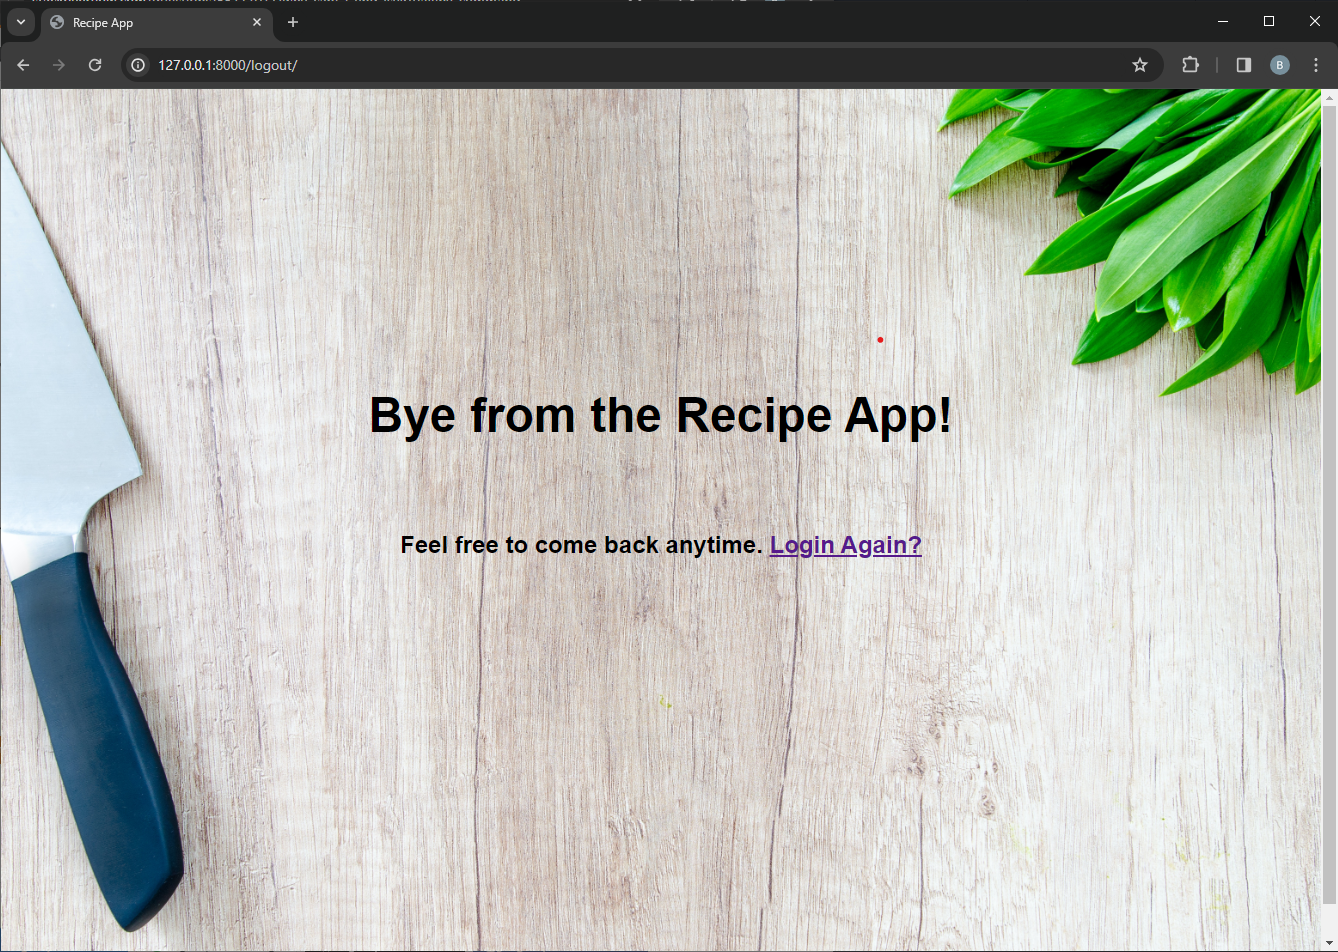 Recipe App
127.0.0.1:8000/logout/
B
Bye from the Recipe App!
Feel free to come back anytime. Login Again?